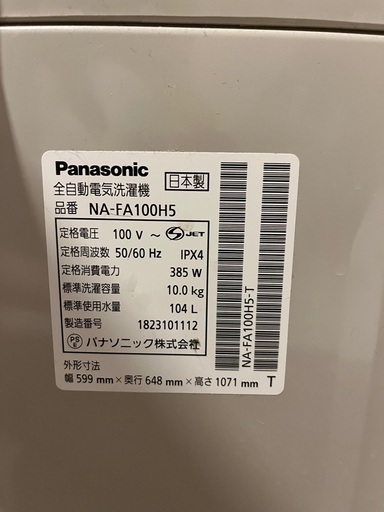 Panasonic
全自動電気洗濯機 日本製
品番 NA-FA100H5
定格電圧 100 V ～ S JET
定格周波数 50/60 Hz IPX4
定格消費電力 385 W
標準洗濯容量 10.0 kg
標準使用水量 104 L
製造番号 1823101112
PS E パナソニック株式会社
外形寸法
幅 599 mm × 奥行 648 mm × 高さ 1071 mm T
NA-FA100H5-T